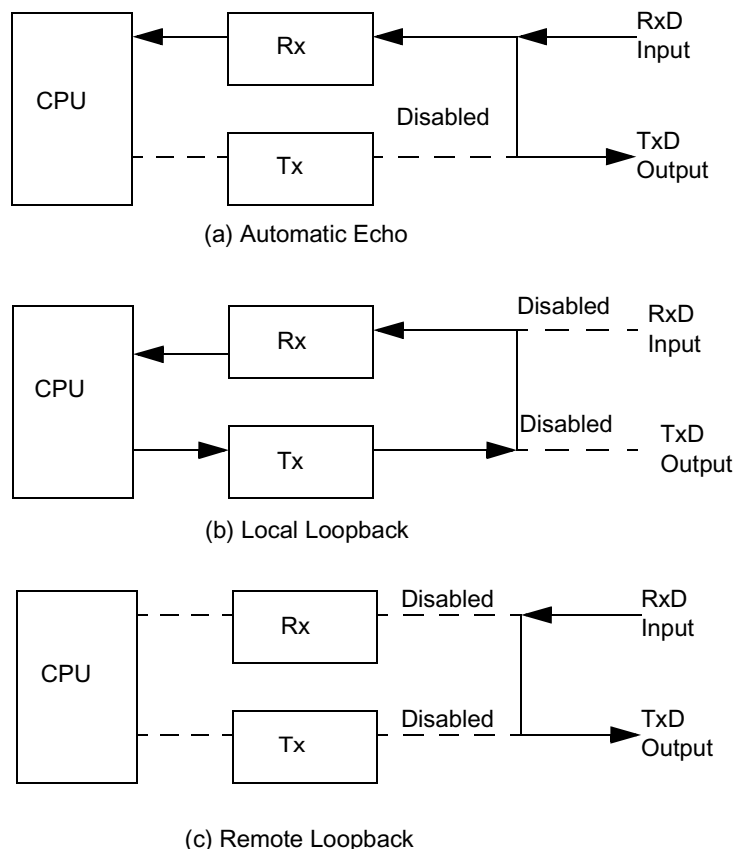 Rx
RxD
Input
CPU
Disabled
Tx
TxD
Output
(a) Automatic Echo
Disabled
RxD
Input
Rx
CPU
Disabled
TxD
Output
Tx
(b) Local Loopback
Disabled
RxD
Input
Rx
CPU
Disabled
TxD
Output
Tx
(c) Remote Loopback